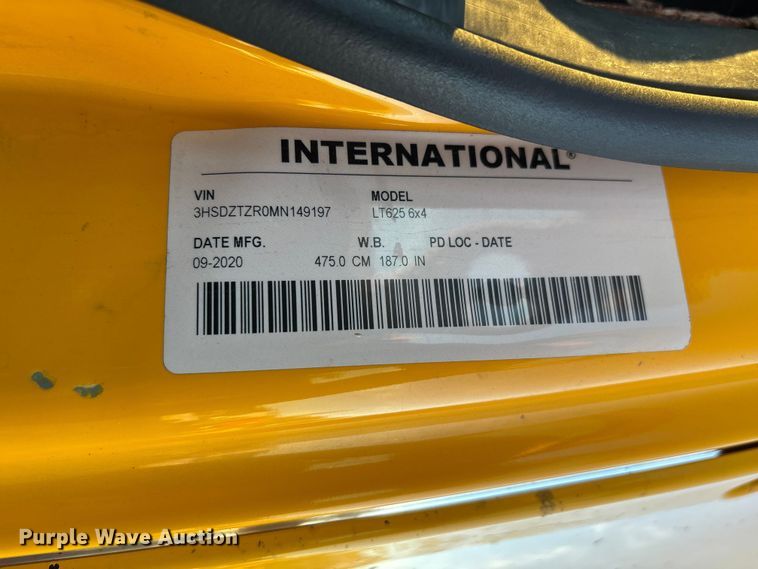 INTERNATIONAL®
VIN MODEL
3HSDZTZR0MN149197 LT625 6x4
DATE MFG. W.B. PD LOC - DATE
09-2020 475.0 CM 187.0 IN
Purple Wave Auction